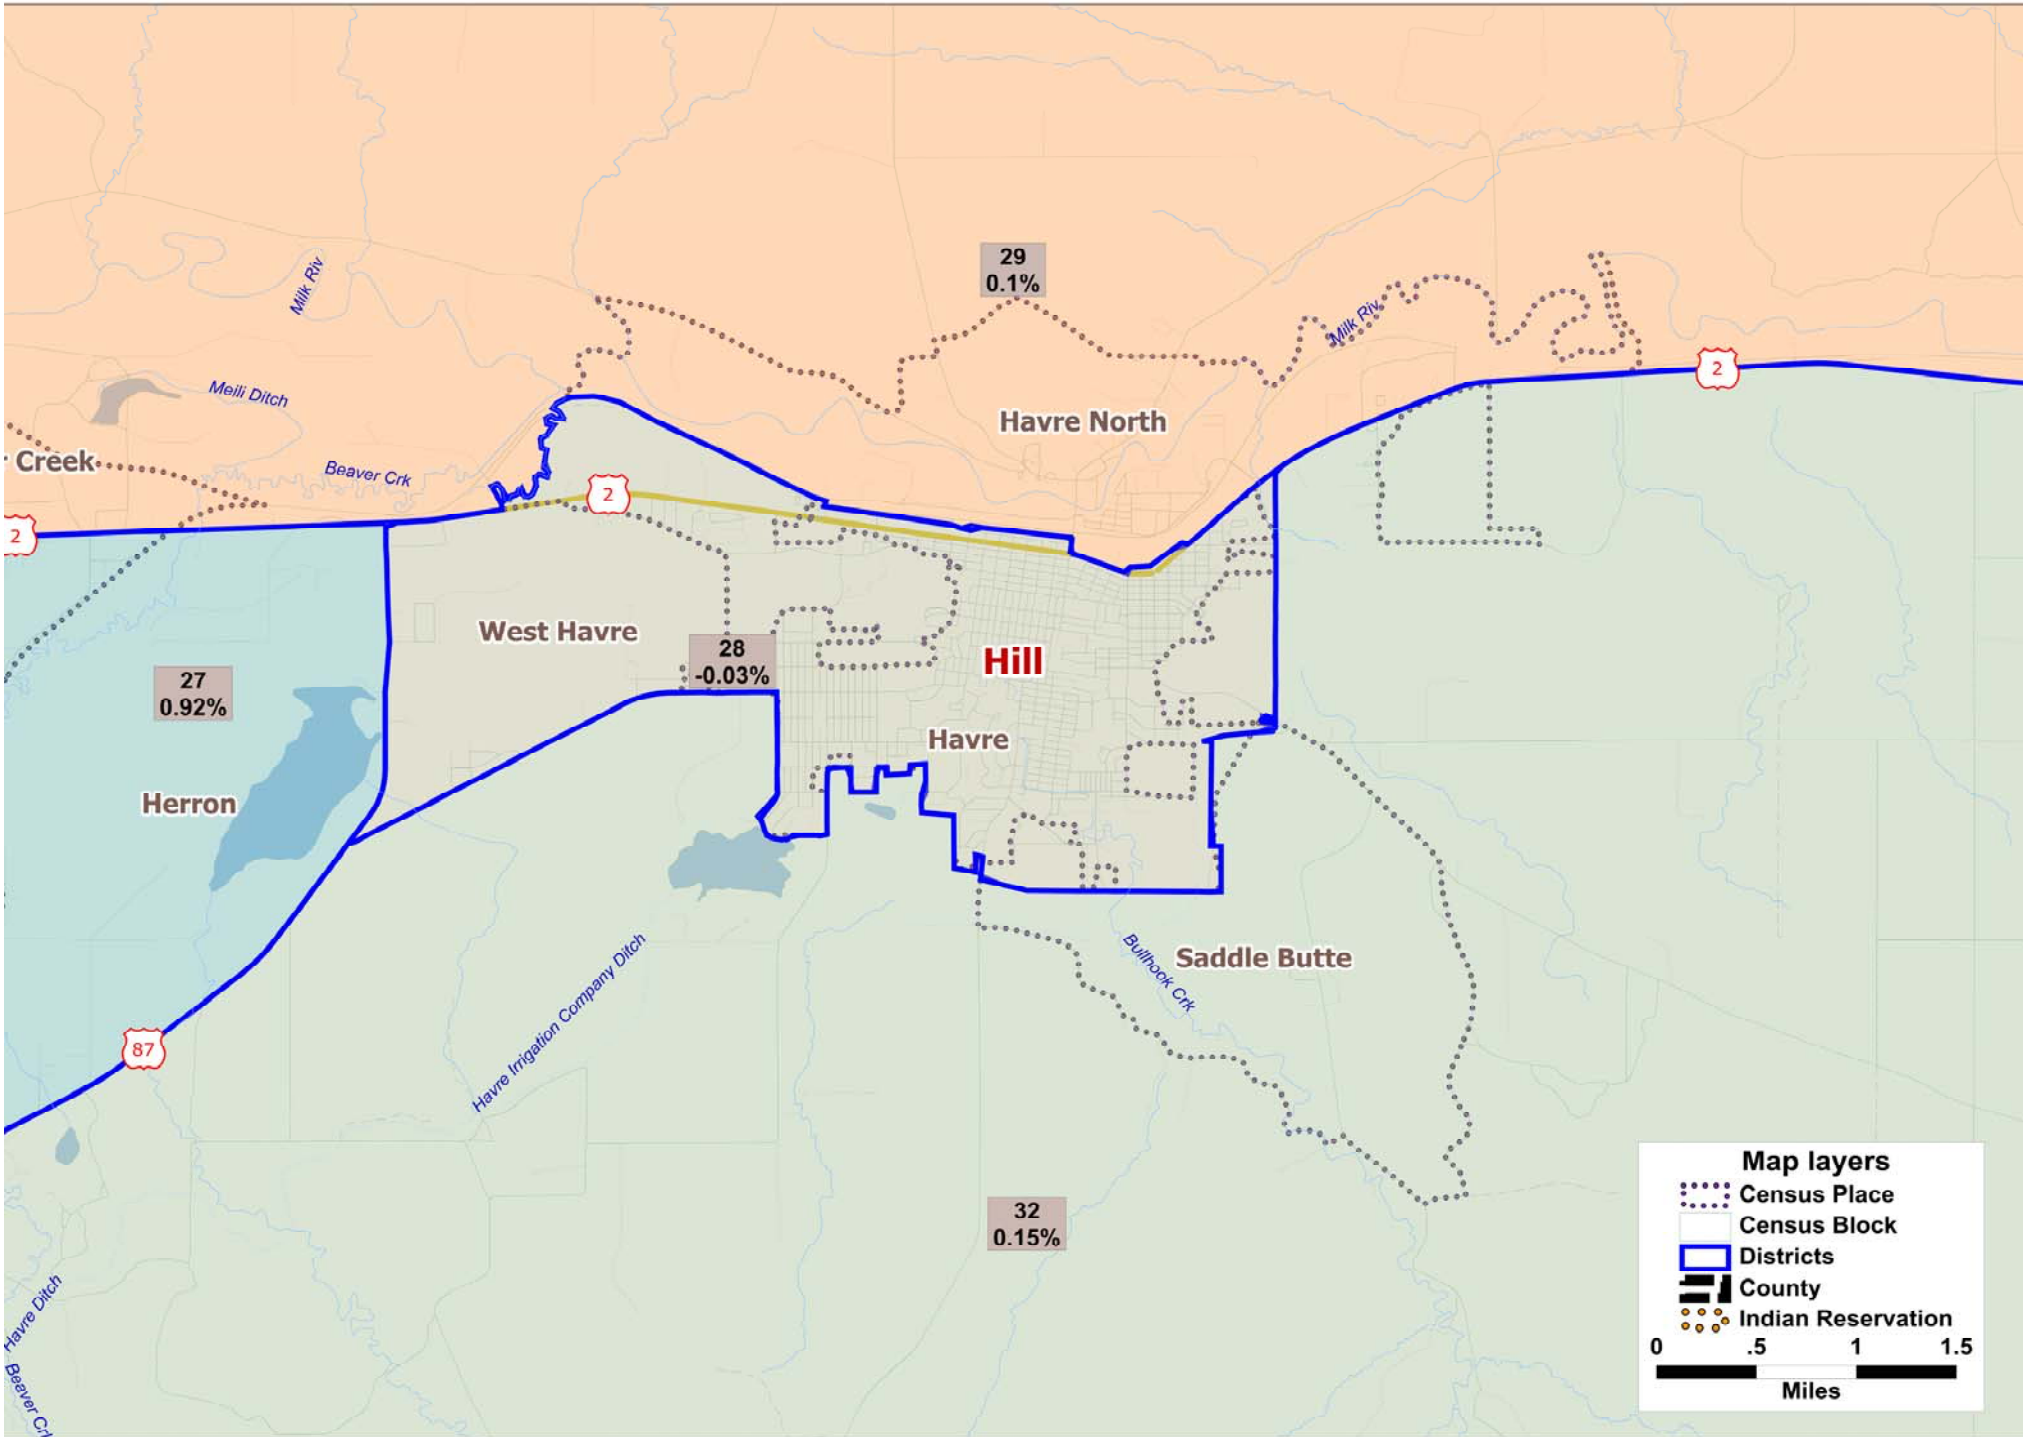 29
0.1%
Milk Riv
Milk Riv
2
Meili Ditch
Havre North
r Creek
Beaver Crk
2
2
West Havre
28
-0.03%
Hill
27
0.92%
Havre
Herron
Saddle Butte
Bullhook Crk
Havre Irrigation Company Ditch
87
32
0.15%
Havre Ditch
Beaver Crk
Map layers
Census Place
Census Block
Districts
County
Indian Reservation
0 .5 1 1.5
Miles